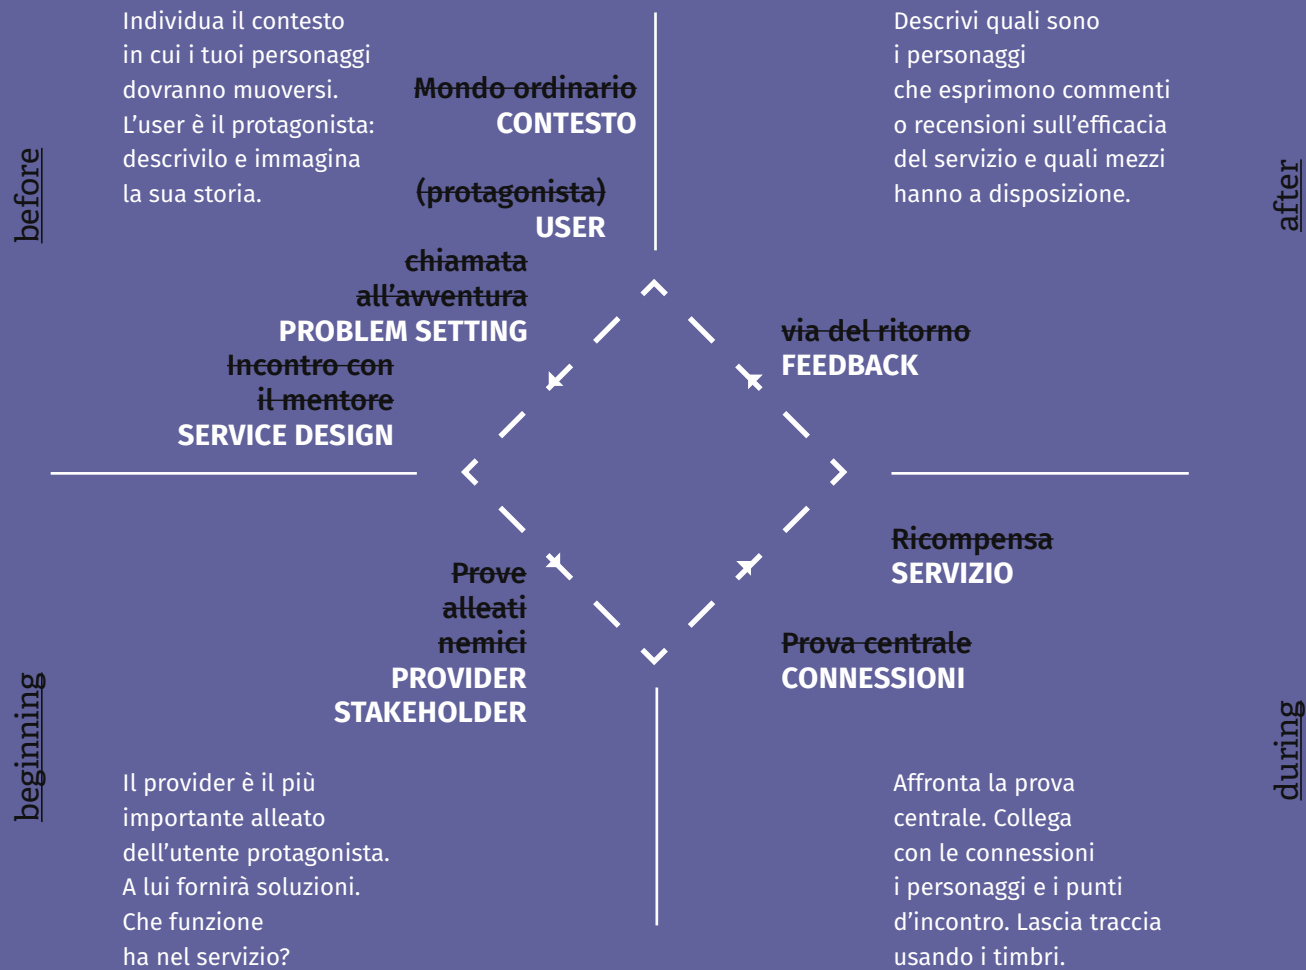 before
Individua il contesto
in cui i tuoi personaggi
dovranno muoversi.
L'user è il protagonista:
descrivilo e immagina
la sua storia.
Mondo ordinario
CONTESTO
(protagonista)
USER
chiamata
all'avventura
PROBLEM SETTING
Incontro con
il mentore
SERVICE DESIGN
beginning
Prove
alleati
nemici
PROVIDER
STAKEHOLDER
Il provider è il più
importante alleato
dell'utente protagonista.
A lui fornirà soluzioni.
Che funzione
ha nel servizio?
during
Ricompensa
SERVIZIO
Prova centrale
CONNESSIONI
Affronta la prova
centrale. Collega
con le connessioni
i personaggi e i punti
d'incontro. Lascia traccia
usando i timbri.
after
Descrivi quali sono
i personaggi
che esprimono commenti
o recensioni sull'efficacia
del servizio e quali mezzi
hanno a disposizione.
via del ritorno
FEEDBACK